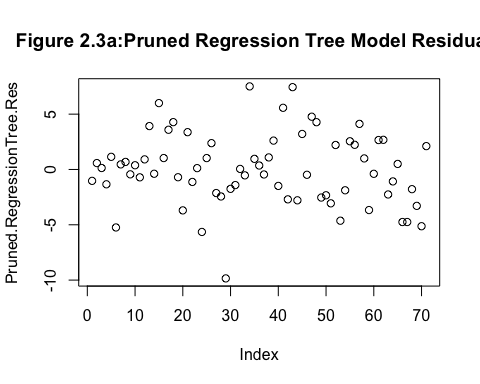 Figure 2.3a:Pruned Regression Tree Model Residua
Pruned.RegressionTree.Res
5
0
-5
-10
0 10 20 30 40 50 60 70
Index